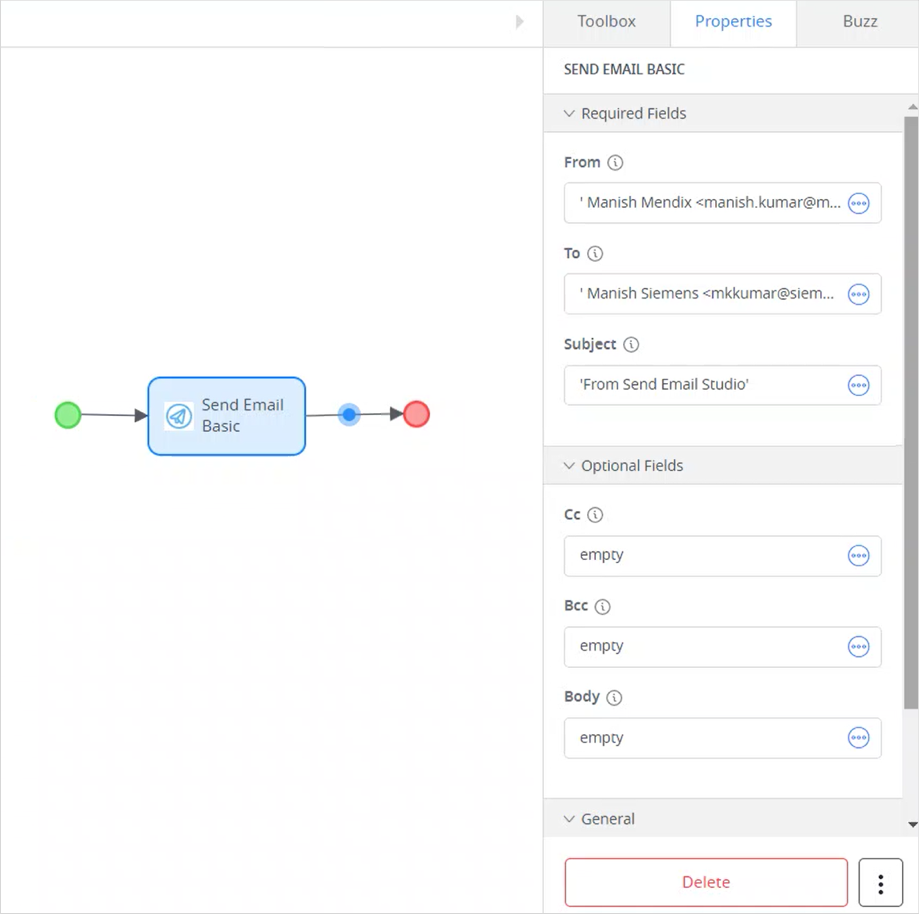 Toolbox
Properties
Buzz
SEND EMAIL BASIC
Required Fields
From
' Manish Mendix <manish.kumar@m...
To
' Manish Siemens <mkkumar@siem...
Subject
'From Send Email Studio'
Send Email
Basic
Optional Fields
Cc
empty
Bcc
empty
Body
empty
General
Delete